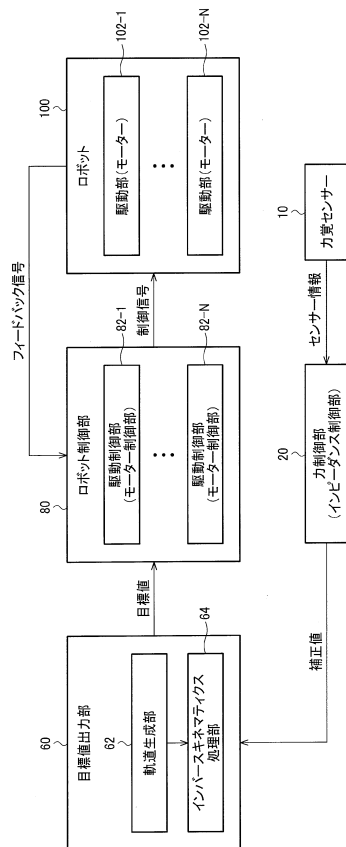 60
目標値出力部
62
軌道生成部
64
インバースキネマティクス
処理部
目標値
80
ロボット制御部
82-1
駆動制御部
(モーター制御部)
82-N
駆動制御部
(モーター制御部)
フィードバック信号
制御信号
100
ロボット
102-1
駆動部(モーター)
102-N
駆動部(モーター)
補正値
20
力制御部
(インピーダンス制御部)
センサー情報
10
力覚センサー